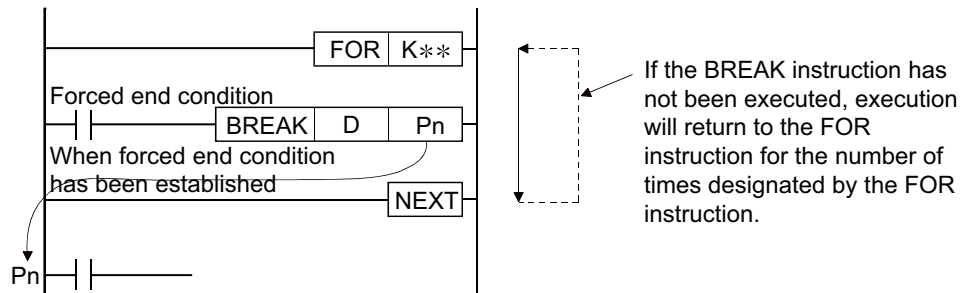 FOR K**
Forced end condition
BREAK D Pn
When forced end condition
has been established
NEXT
Pn
If the BREAK instruction has
not been executed, execution
will return to the FOR
instruction for the number of
times designated by the FOR
instruction.